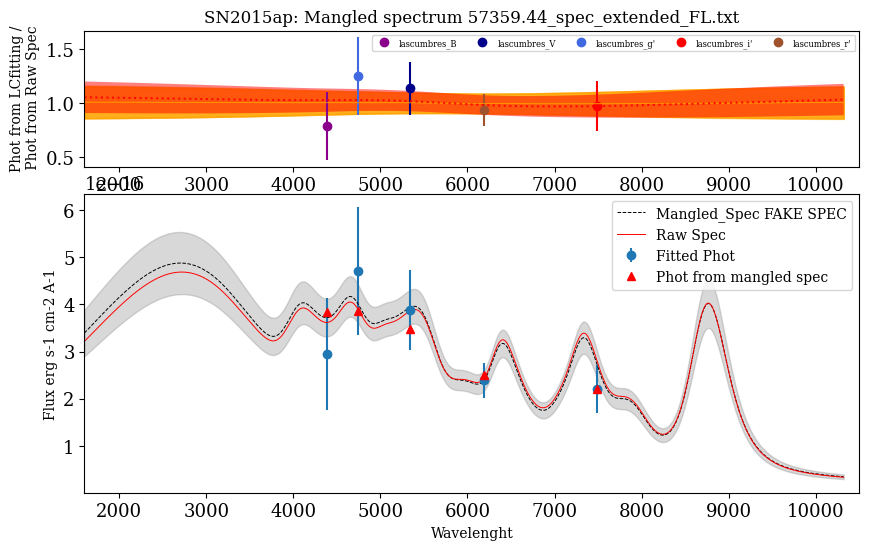 SN2015ap: Mangled spectrum 57359.44_spec_extended_FL.txt
Phot from LCfitting /
Phot from Raw Spec
1.5
1.0
0.5
lascumbres_B
lascumbres_V
lascumbres_g'
lascumbres_i'
lascumbres_r'
2000 3000 4000 5000 6000 7000 8000 9000 10000
1e−16
Flux erg s-1 cm-2 A-1
6
5
4
3
2
1
Mangled_Spec FAKE SPEC
Raw Spec
Fitted Phot
Phot from mangled spec
2000 3000 4000 5000 6000 7000 8000 9000 10000
Wavelenght